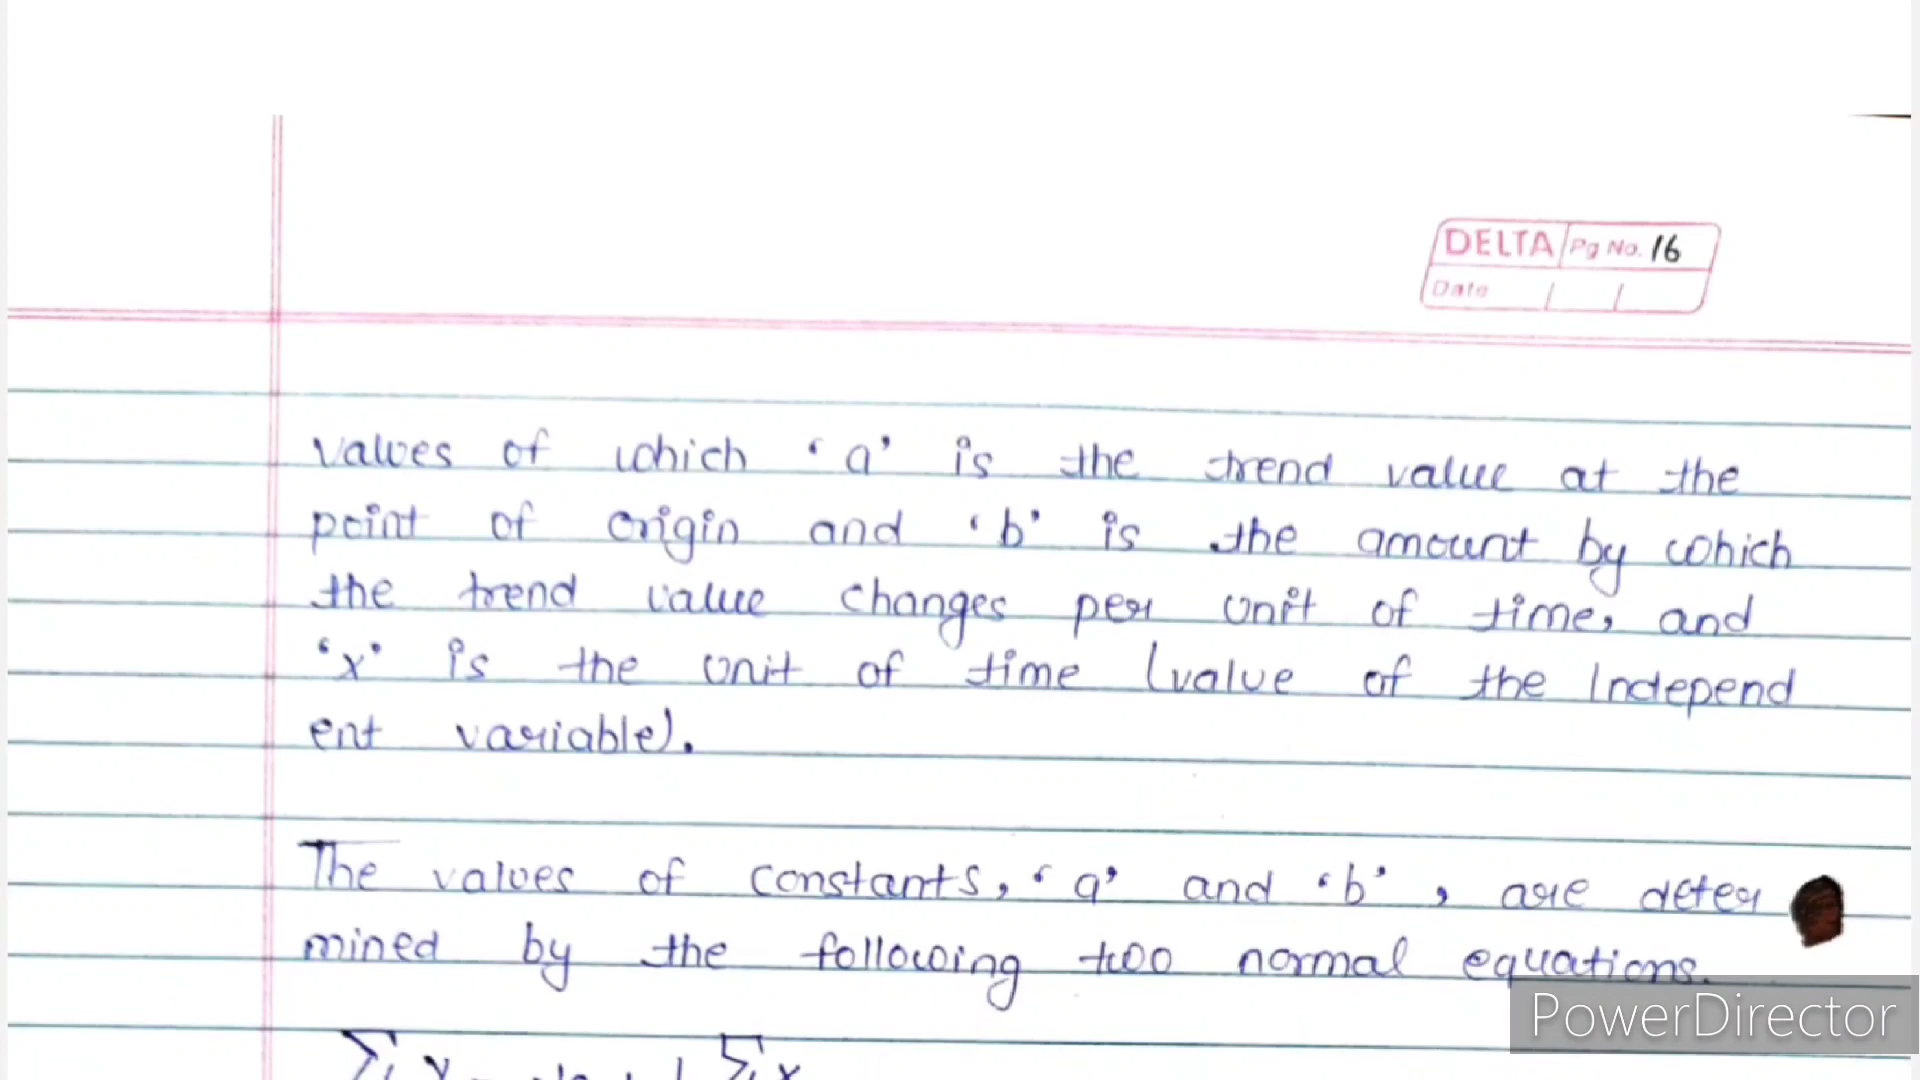 DELTA Pg No. 16
Date
values of which 'a' is the trend value at the
point of origin and 'b' is the amount by which
the trend value changes per unit of time, and
'x' is the unit of time (value of the Independ
ent variable).
The values of constants, 'a' and 'b', are deter
mined by the following two normal equations.
PowerDirector